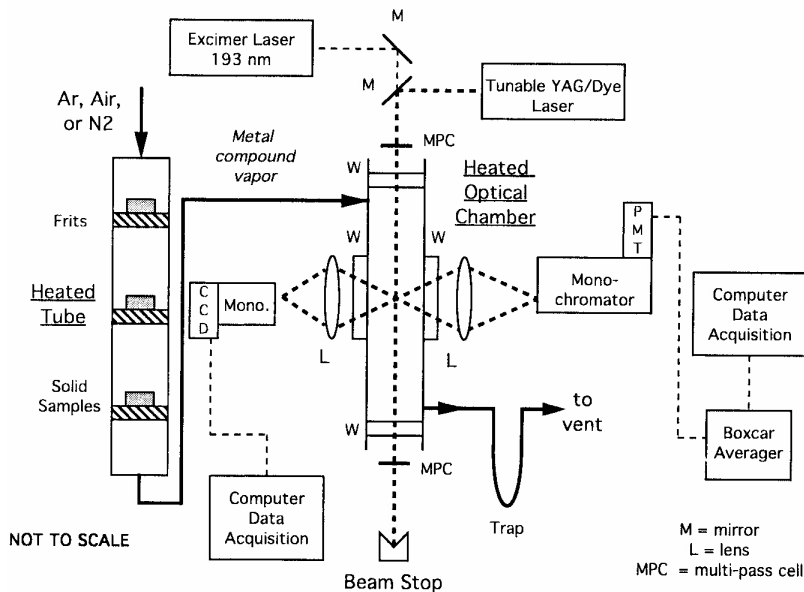 M
Excimer Laser
193 nm
M
Tunable YAG/Dye
Laser
Ar, Air,
or N2
Metal
compound
vapor
MPC
W
Heated
Optical
Chamber
Frits
W
W
P
M
T
Heated
Tube
C
C
D
Mono.
Mono-
chromator
Computer
Data
Acquisition
L
L
Solid
Samples
to
vent
W
Boxcar
Averager
MPC
Computer
Data
Acquisition
Trap
NOT TO SCALE
Beam Stop
M = mirror
L = lens
MPC = multi-pass cell